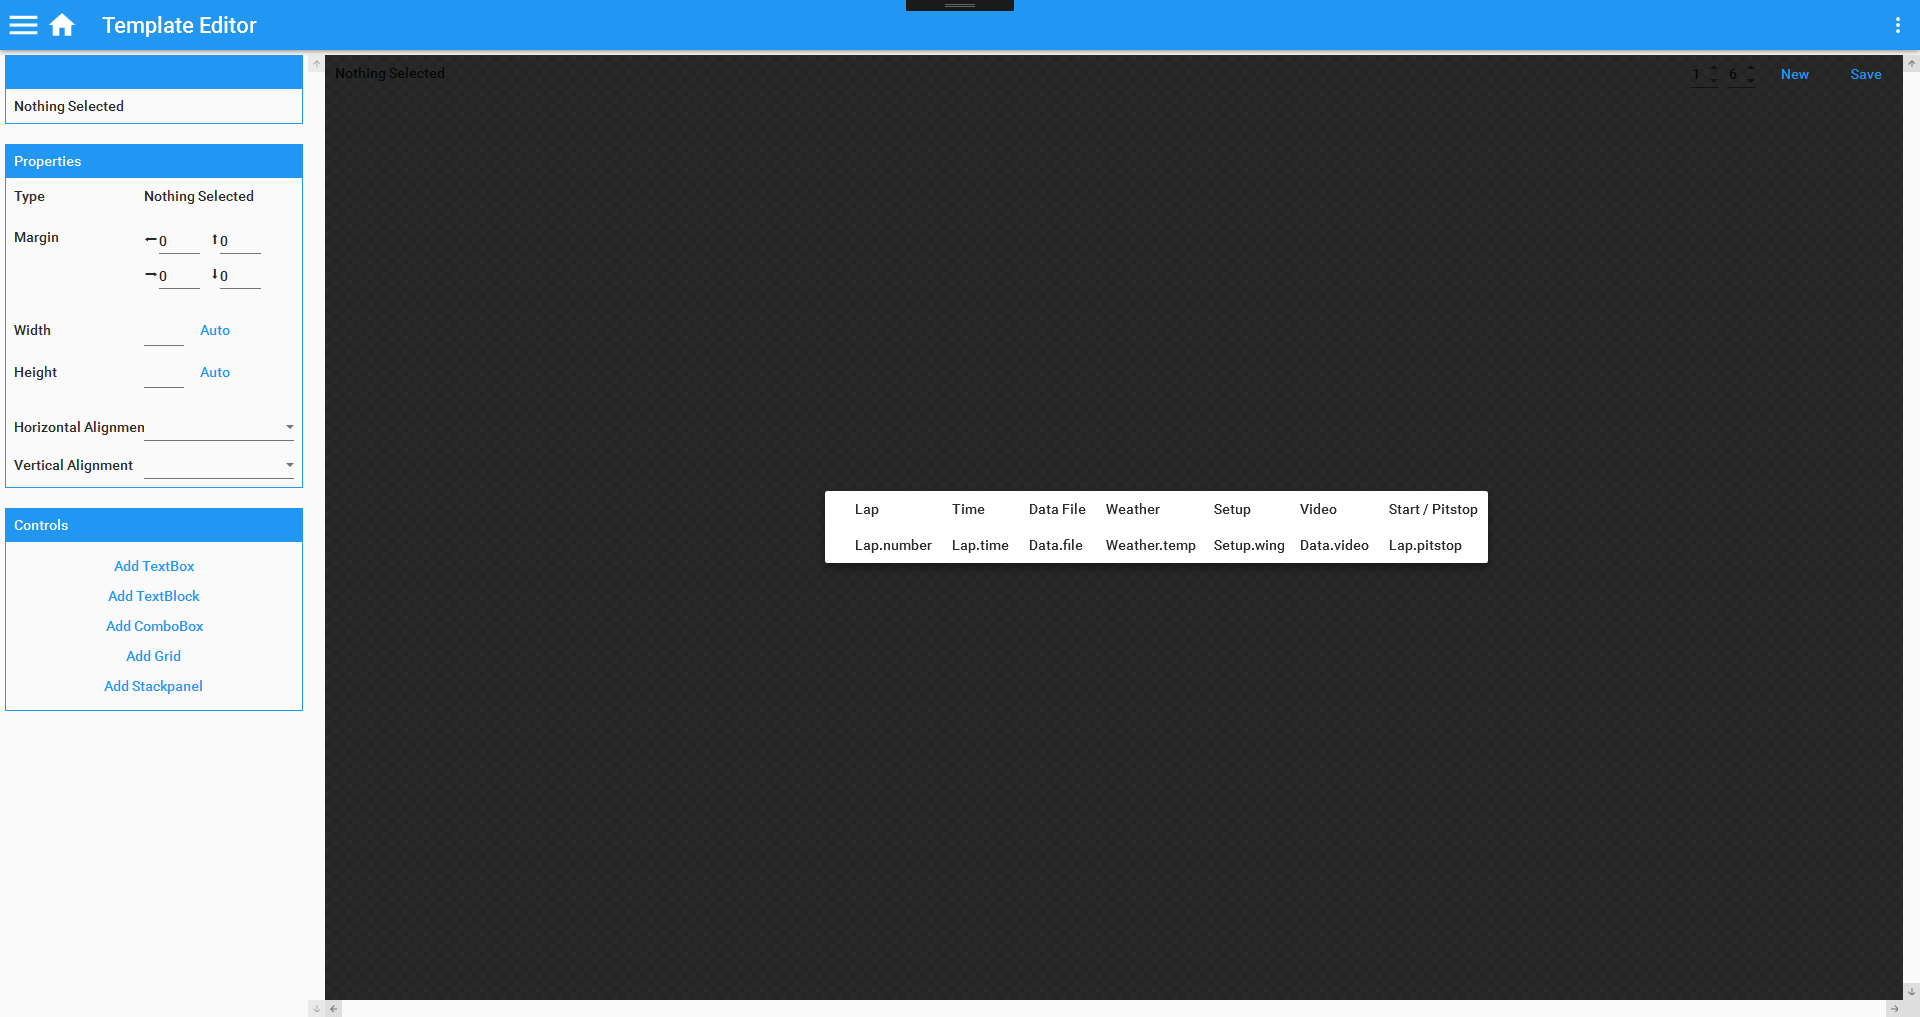 Template Editor
Nothing Selected
Properties
Type Nothing Selected
Margin 0 0
0 0
Width Auto
Height Auto
Horizontal Alignmen
Vertical Alignment
Controls
Add TextBox
Add TextBlock
Add ComboBox
Add Grid
Add Stackpanel
Nothing Selected 1 6 New Save
Lap Time Data File Weather Setup Video Start / Pitstop
Lap.number Lap.time Data.file Weather.temp Setup.wing Data.video Lap.pitstop